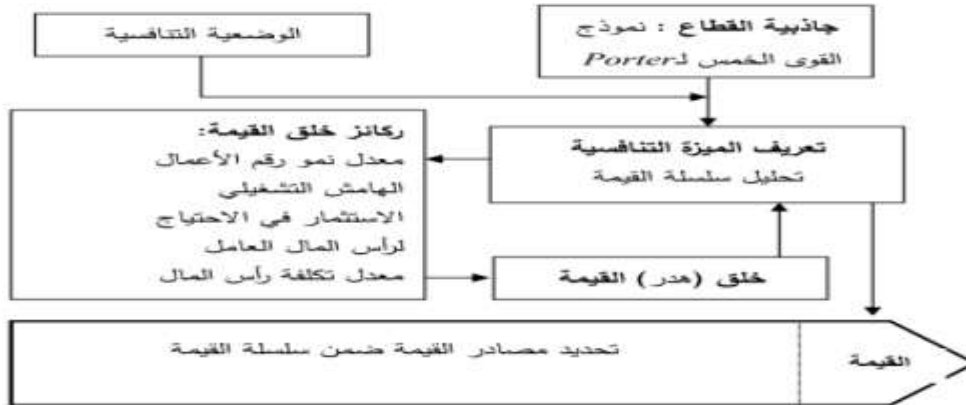 جاذبية القطاع : نموذج
القوى الخمس لـ Porter
الوضعية التنافسية
تعريف الميزة التنافسية
تحليل سلسلة القيمة
ركائز خلق القيمة:
معدل نمو رقم الأعمال
الهامش التشغيلي
الاستثمار في الاحتياج
لرأس المال العامل
معدل تكلفة رأس المال
خلق (هدر) القيمة
تحديد مصادر القيمة ضمن سلسلة القيمة
القيمة